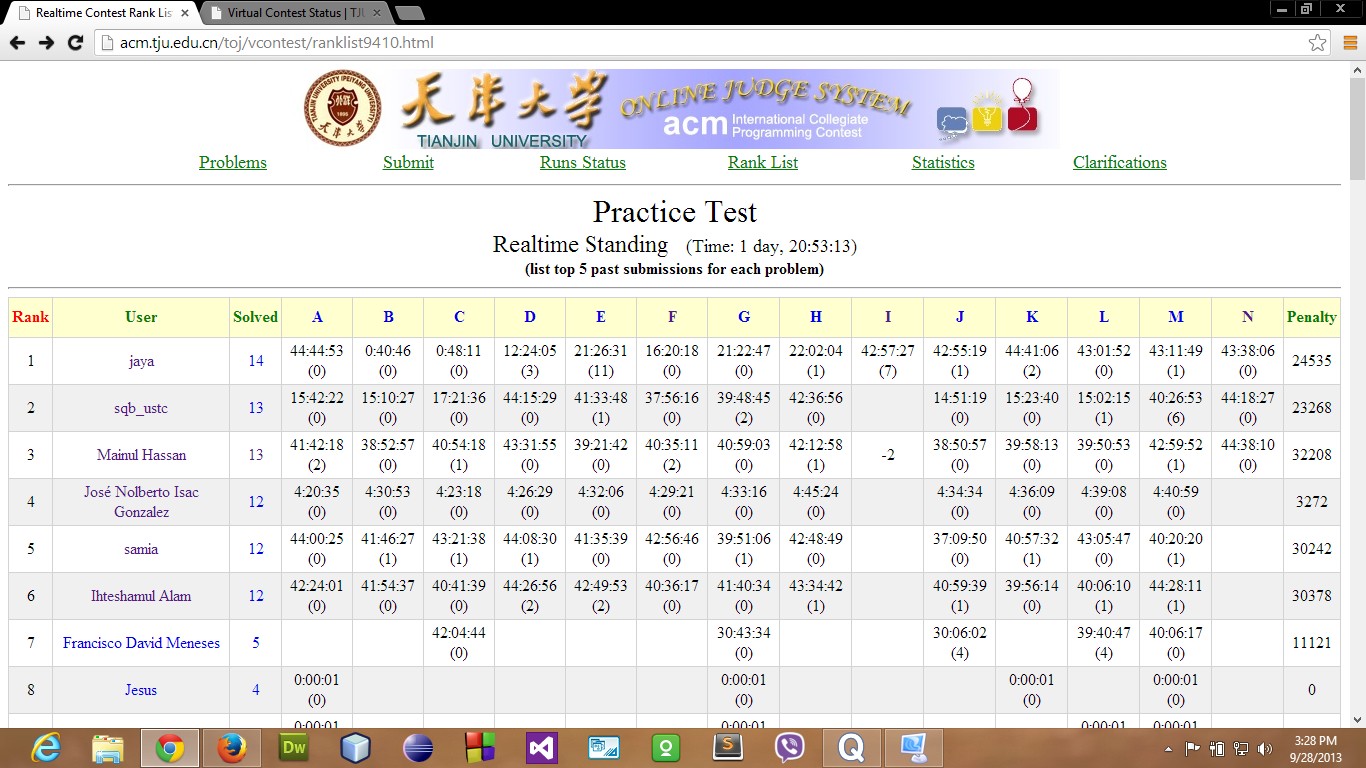 Realtime Contest Rank Lis
Virtual Contest Status | TJU
acm.tju.edu.cn/toj/vcontest/ranklist9410.html
天津大学
TIANJIN UNIVERSITY
ONLINE JUDGE SYSTEM
acm International Collegiate
Programming Contest
Problems Submit Runs Status Rank List Statistics Clarifications
Practice Test
Realtime Standing (Time: 1 day, 20:53:13)
(list top 5 past submissions for each problem)
Rank User Solved A B C D E F G H I J K L M N Penalty
1 jaya 14 44:44:53 0:40:46 0:48:11 12:24:05 21:26:31 16:20:18 21:22:47 22:02:04 42:57:27 42:55:19 44:41:06 43:01:52 43:11:49 43:38:06 24535
(0) (0) (0) (3) (11) (0) (0) (1) (7) (1) (2) (0) (1) (0)
2 sqb_ustc 13 15:42:22 15:10:27 17:21:36 44:15:29 41:33:48 37:56:16 39:48:45 42:36:56 14:51:19 15:23:40 15:02:15 40:26:53 44:18:27 23268
(0) (0) (0) (0) (1) (0) (2) (0) (0) (0) (1) (6) (0)
3 Mainul Hassan 13 41:42:18 38:52:57 40:54:18 43:31:55 39:21:42 40:35:11 40:59:03 42:12:58 -2 38:50:57 39:58:13 39:50:53 42:59:52 44:38:10 32208
(2) (0) (1) (0) (0) (2) (0) (1) (0) (0) (0) (1) (0)
4 José Nolberto Isac Gonzalez 12 4:20:35 4:30:53 4:23:18 4:26:29 4:32:06 4:29:21 4:33:16 4:45:24 4:34:34 4:36:09 4:39:08 4:40:59 3272
(0) (0) (0) (0) (0) (0) (0) (0) (0) (0) (0) (0)
5 samia 12 44:00:25 41:46:27 43:21:38 44:08:30 41:35:39 42:56:46 39:51:06 42:48:49 37:09:50 40:57:32 43:05:47 40:20:20 30242
(0) (1) (1) (1) (0) (0) (1) (0) (0) (1) (0) (1)
6 Ihteshamul Alam 12 42:24:01 41:54:37 40:41:39 44:26:56 42:49:53 40:36:17 41:40:34 43:34:42 40:59:39 39:56:14 40:06:10 44:28:11 30378
(0) (0) (0) (2) (2) (0) (0) (1) (1) (0) (1) (1)
7 Francisco David Meneses 5 42:04:44 30:43:34 30:06:02 39:40:47 40:06:17 11121
(0) (0) (4) (4) (0)
8 Jesus 4 0:00:01 0:00:01 0:00:01 0:00:01 0
(0) (0) (0) (0)
0:00:01 0:00:01 0:00:01 0:00:01
Dw
S
Q
3:28 PM
9/28/2013